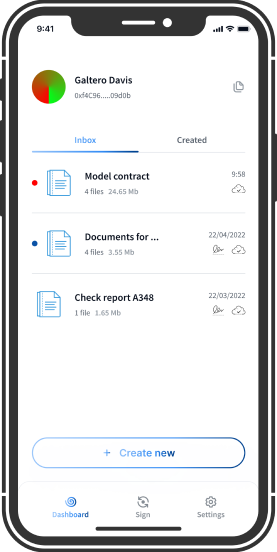 9:41
Galtero Davis
0xf4C96.....09d0b
Inbox Created
Model contract 9:58
4 files 24.65 Mb
Documents for ... 22/04/2022
4 files 3.55 Mb
Check report A348 22/03/2022
1 file 1.65 Mb
+ Create new
Dashboard Sign Settings